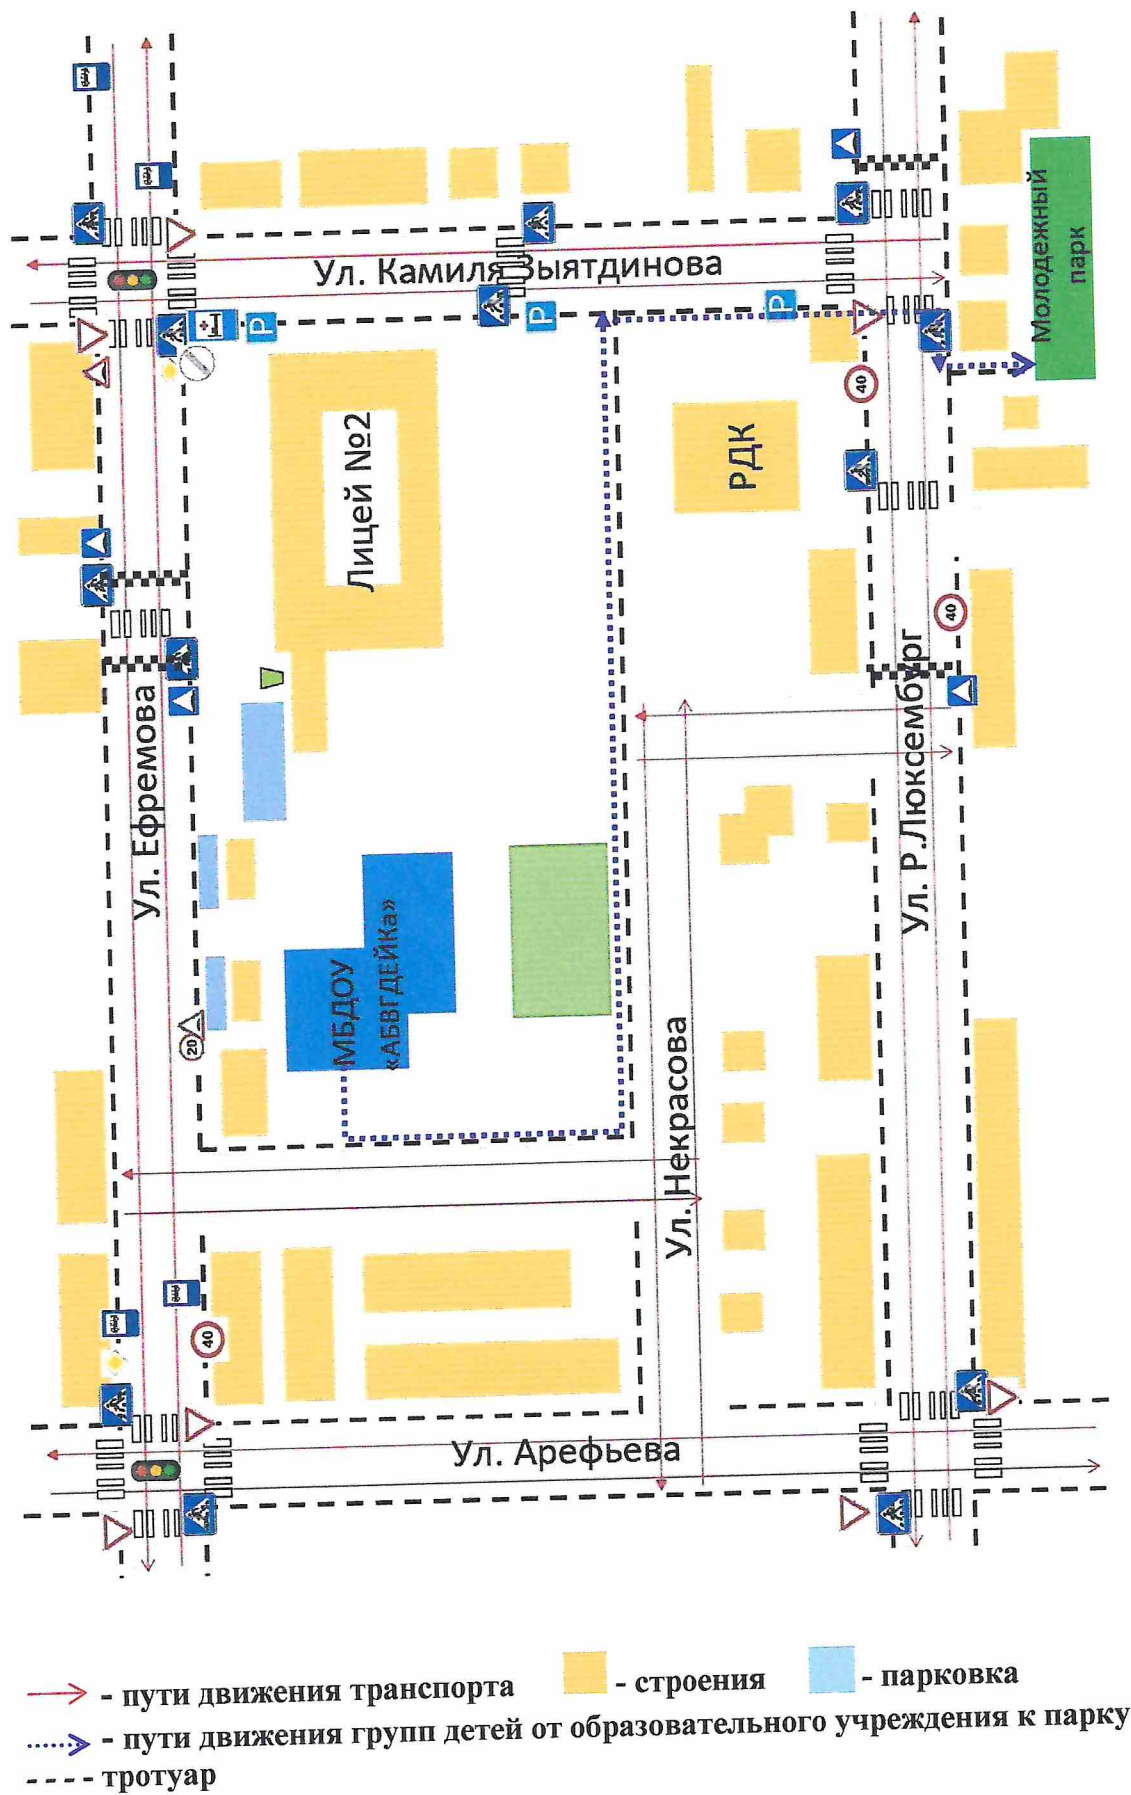 Ул. Камиля Зыятдинова
Молодежный
парк
Р
Р
Р
Лицей №2
40
РДК
Ул. Ефремова
40
Ул. Р.Люксембург
МБДОУ
«АБВГДЕЙКа»
20
Ул. Некрасова
40
Ул. Арефьева
- пути движения транспорта
- строения
- парковка
- пути движения групп детей от образовательного учреждения к парку
- тротуар